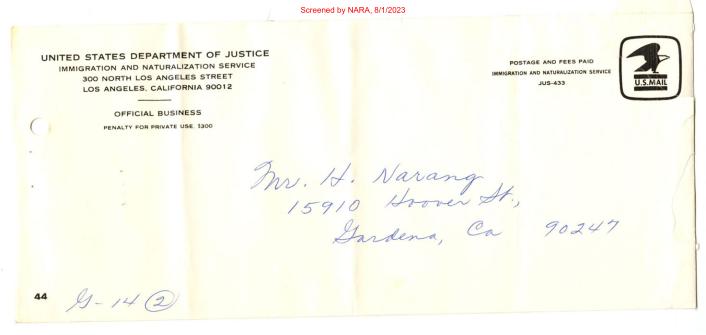 Screened by NARA, 8/1/2023
UNITED STATES DEPARTMENT OF JUSTICE
IMMIGRATION AND NATURALIZATION SERVICE
300 NORTH LOS ANGELES STREET
LOS ANGELES, CALIFORNIA 90012
OFFICIAL BUSINESS
PENALTY FOR PRIVATE USE, $300
POSTAGE AND FEES PAID
IMMIGRATION AND NATURALIZATION SERVICE
JUS-433
U.S.MAIL
Mr. H. Narang
15910 Hoover St.,
Gardena, Ca 90247
44
G-14 2